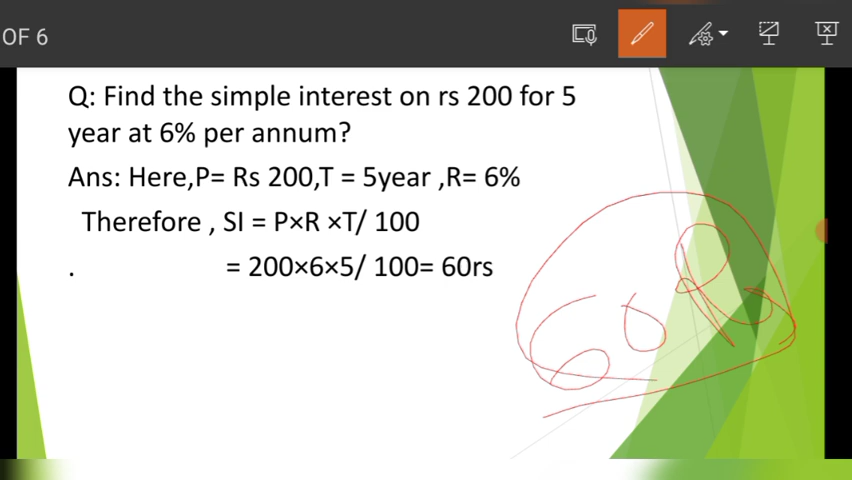 OF 6
Q: Find the simple interest on rs 200 for 5
year at 6% per annum?
Ans: Here,P= Rs 200,T = 5year ,R= 6%
Therefore , SI = P×R ×T/ 100
. = 200×6×5/ 100= 60rs
60 Rs